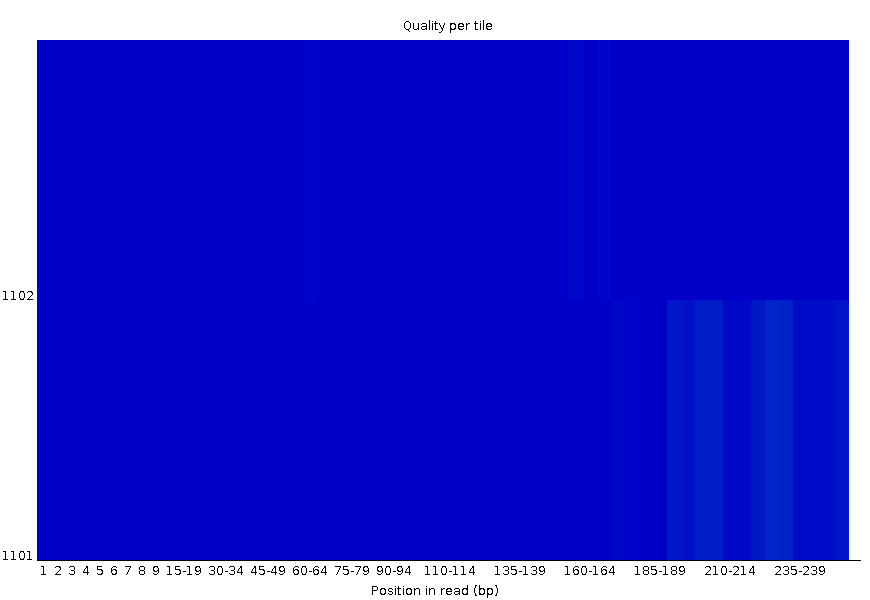 Quality per tile
1102
1101
1 2 3 4 5 6 7 8 9 15-19 30-34 45-49 60-64 75-79 90-94 110-114 135-139 160-164 185-189 210-214 235-239
Position in read (bp)